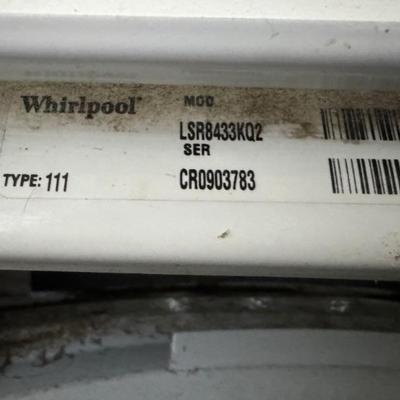 Whirlpool MOD
LSR8433KQ2
SER
TYPE: 111 CR0903783